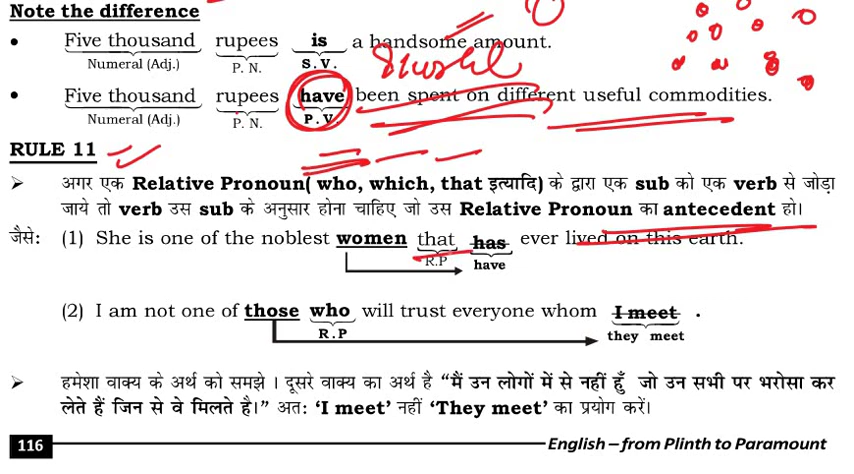 Note the difference
• Five thousand rupees is a handsome amount.
Numeral (Adj.) P. N. S. V.
• Five thousand rupees have been spent on different useful commodities.
Numeral (Adj.) P. N. P. V.
RULE 11
➢ अगर एक Relative Pronoun( who, which, that इत्यादि) के द्वारा एक sub को एक verb से जोड़ा
जाये तो verb उस sub के अनुसार होना चाहिए जो उस Relative Pronoun का antecedent हो।
जैसे: (1) She is one of the noblest women that has ever lived on this earth.
R.P have
(2) I am not one of those who will trust everyone whom I meet .
R.P they meet
➢ हमेशा वाक्य के अर्थ को समझे । दूसरे वाक्य का अर्थ है “मैं उन लोगों में से नहीं हूँ जो उन सभी पर भरोसा कर
लेते हैं जिन से वे मिलते है।” अत: ‘I meet’ नहीं ‘They meet’ का प्रयोग करें।
116 English – from Plinth to Paramount